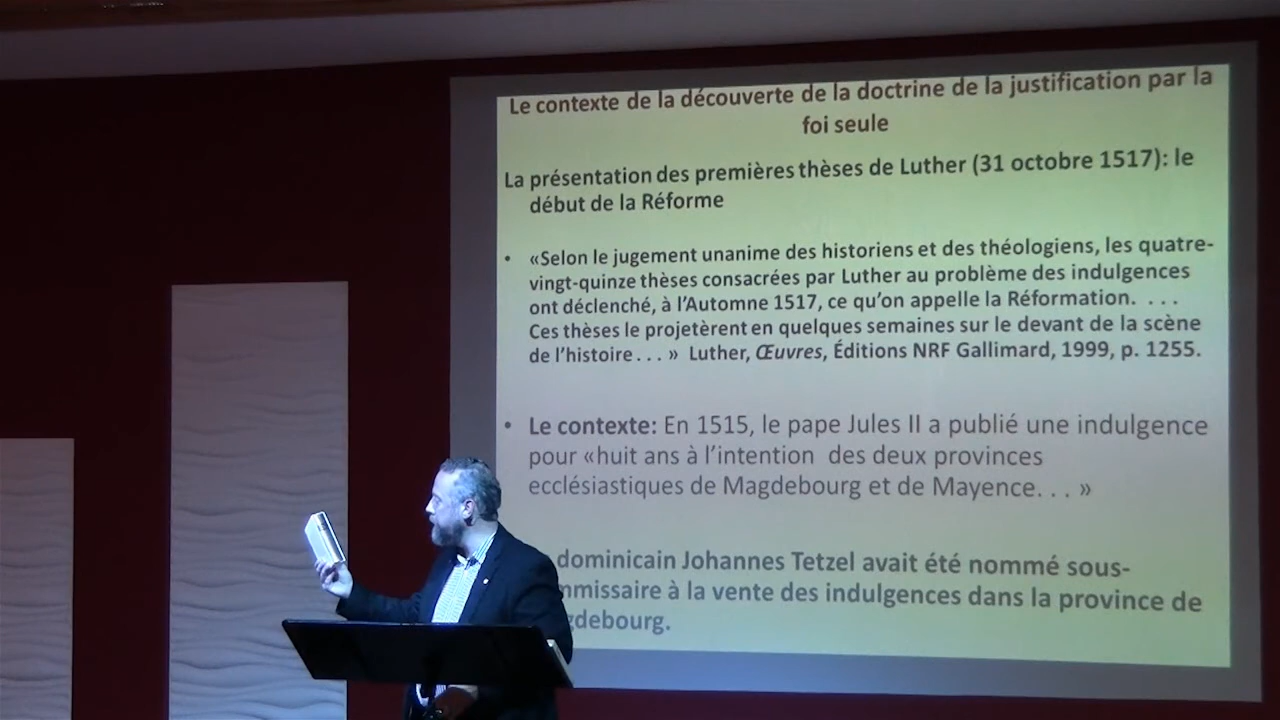 Le contexte de la découverte de la doctrine de la justification par la
foi seule
La présentation des premières thèses de Luther (31 octobre 1517): le
début de la Réforme
• «Selon le jugement unanime des historiens et des théologiens, les quatre-
vingt-quinze thèses consacrées par Luther au problème des indulgences
ont déclenché, à l'Automne 1517, ce qu'on appelle la Réformation. . . .
Ces thèses le projetèrent en quelques semaines sur le devant de la scène
de l'histoire . . . » Luther, Œuvres, Éditions NRF Gallimard, 1999, p. 1255.
• Le contexte: En 1515, le pape Jules II a publié une indulgence
pour «huit ans à l'intention des deux provinces
ecclésiastiques de Magdebourg et de Mayence. . . »
dominicain Johannes Tetzel avait été nommé sous-
mmissaire à la vente des indulgences dans la province de
gdebourg.